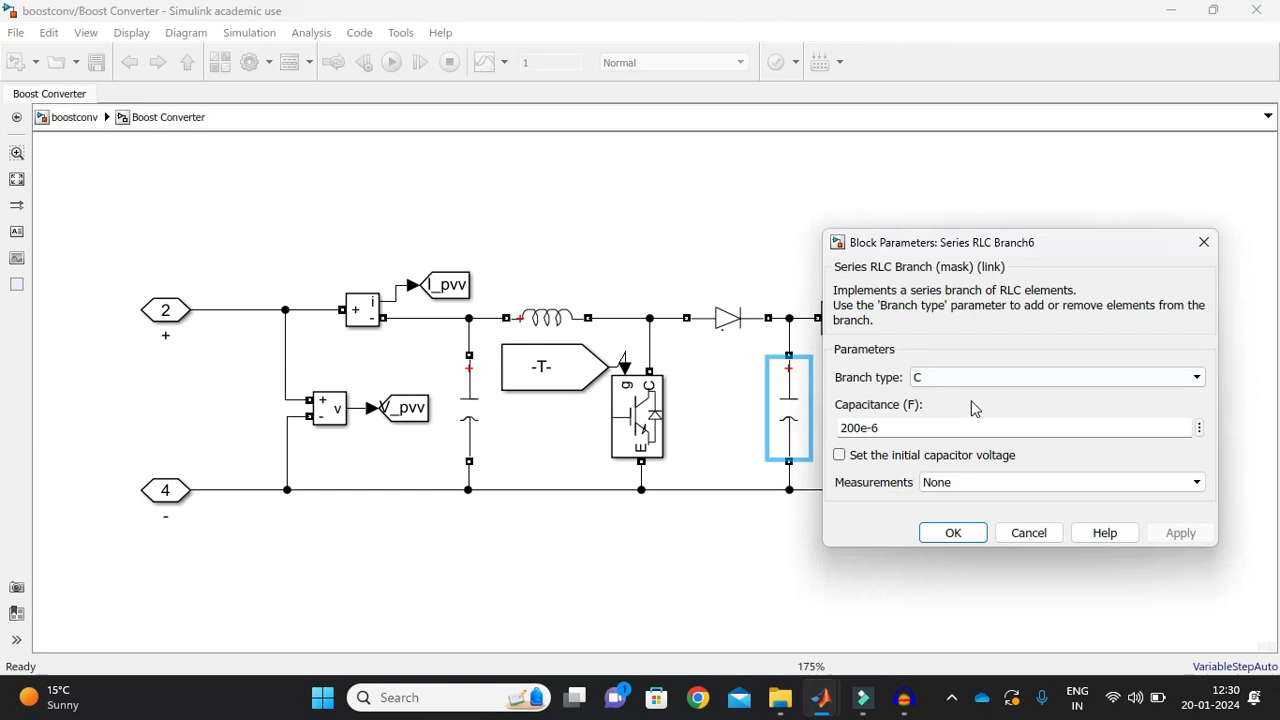 boostconv/Boost Converter - Simulink academic use
File Edit View Display Diagram Simulation Analysis Code Tools Help
1 Normal
Boost Converter
boostconv Boost Converter
Block Parameters: Series RLC Branch6
Series RLC Branch (mask) (link)
Implements a series branch of RLC elements.
Use the 'Branch type' parameter to add or remove elements from the
branch.
Parameters
Branch type: C
Capacitance (F):
200e-6
Set the initial capacitor voltage
Measurements None
OK Cancel Help Apply
I_pvv
2
+ i
-
+
-T-
g C
E
+ v
-
V_pvv
4
-
Ready 175% VariableStepAuto
15°C
Sunny
Search
1
ENG
IN
12:30
20-01-2024